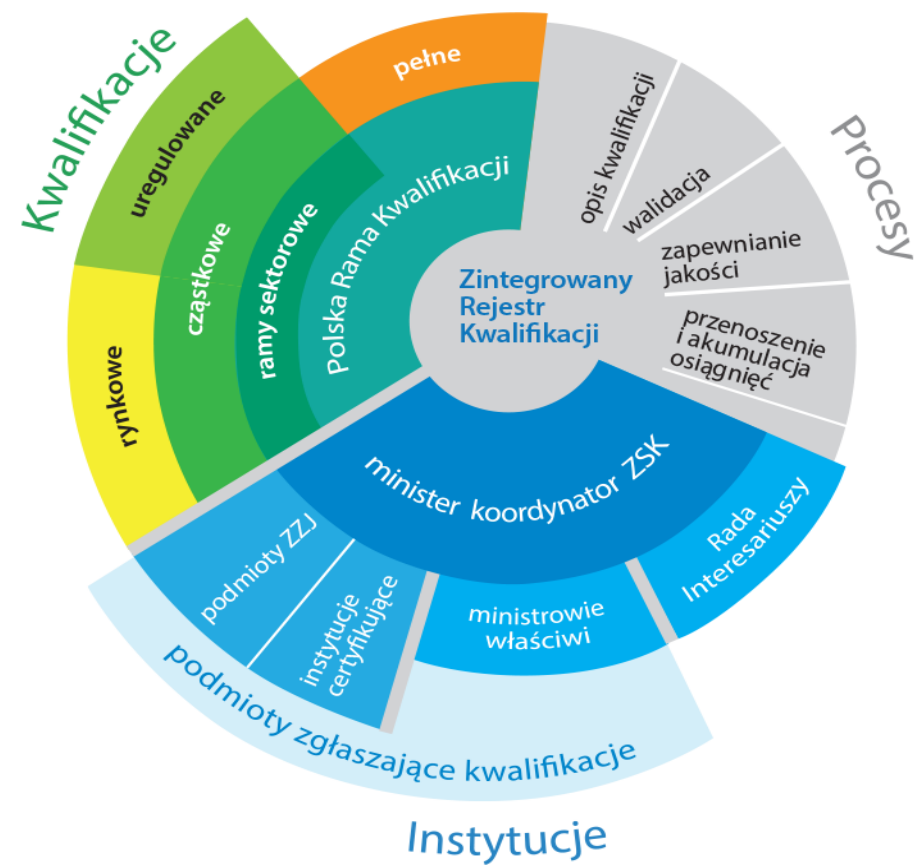 Kwalifikacje
uregulowane
rynkowe
cząstkowe
ramy sektorowe
pełne
Polska Rama Kwalifikacji
Zintegrowany
Rejestr
Kwalifikacji
Procesy
opis kwalifikacji
walidacja
zapewnianie
jakości
przenoszenie
i akumulacja
osiągnięć
minister koordynator ZSK
podmioty ZZJ
instytucje
certyfikujące
ministrowie
właściwi
Rada
Interesariuszy
podmioty zgłaszające kwalifikacje
Instytucje